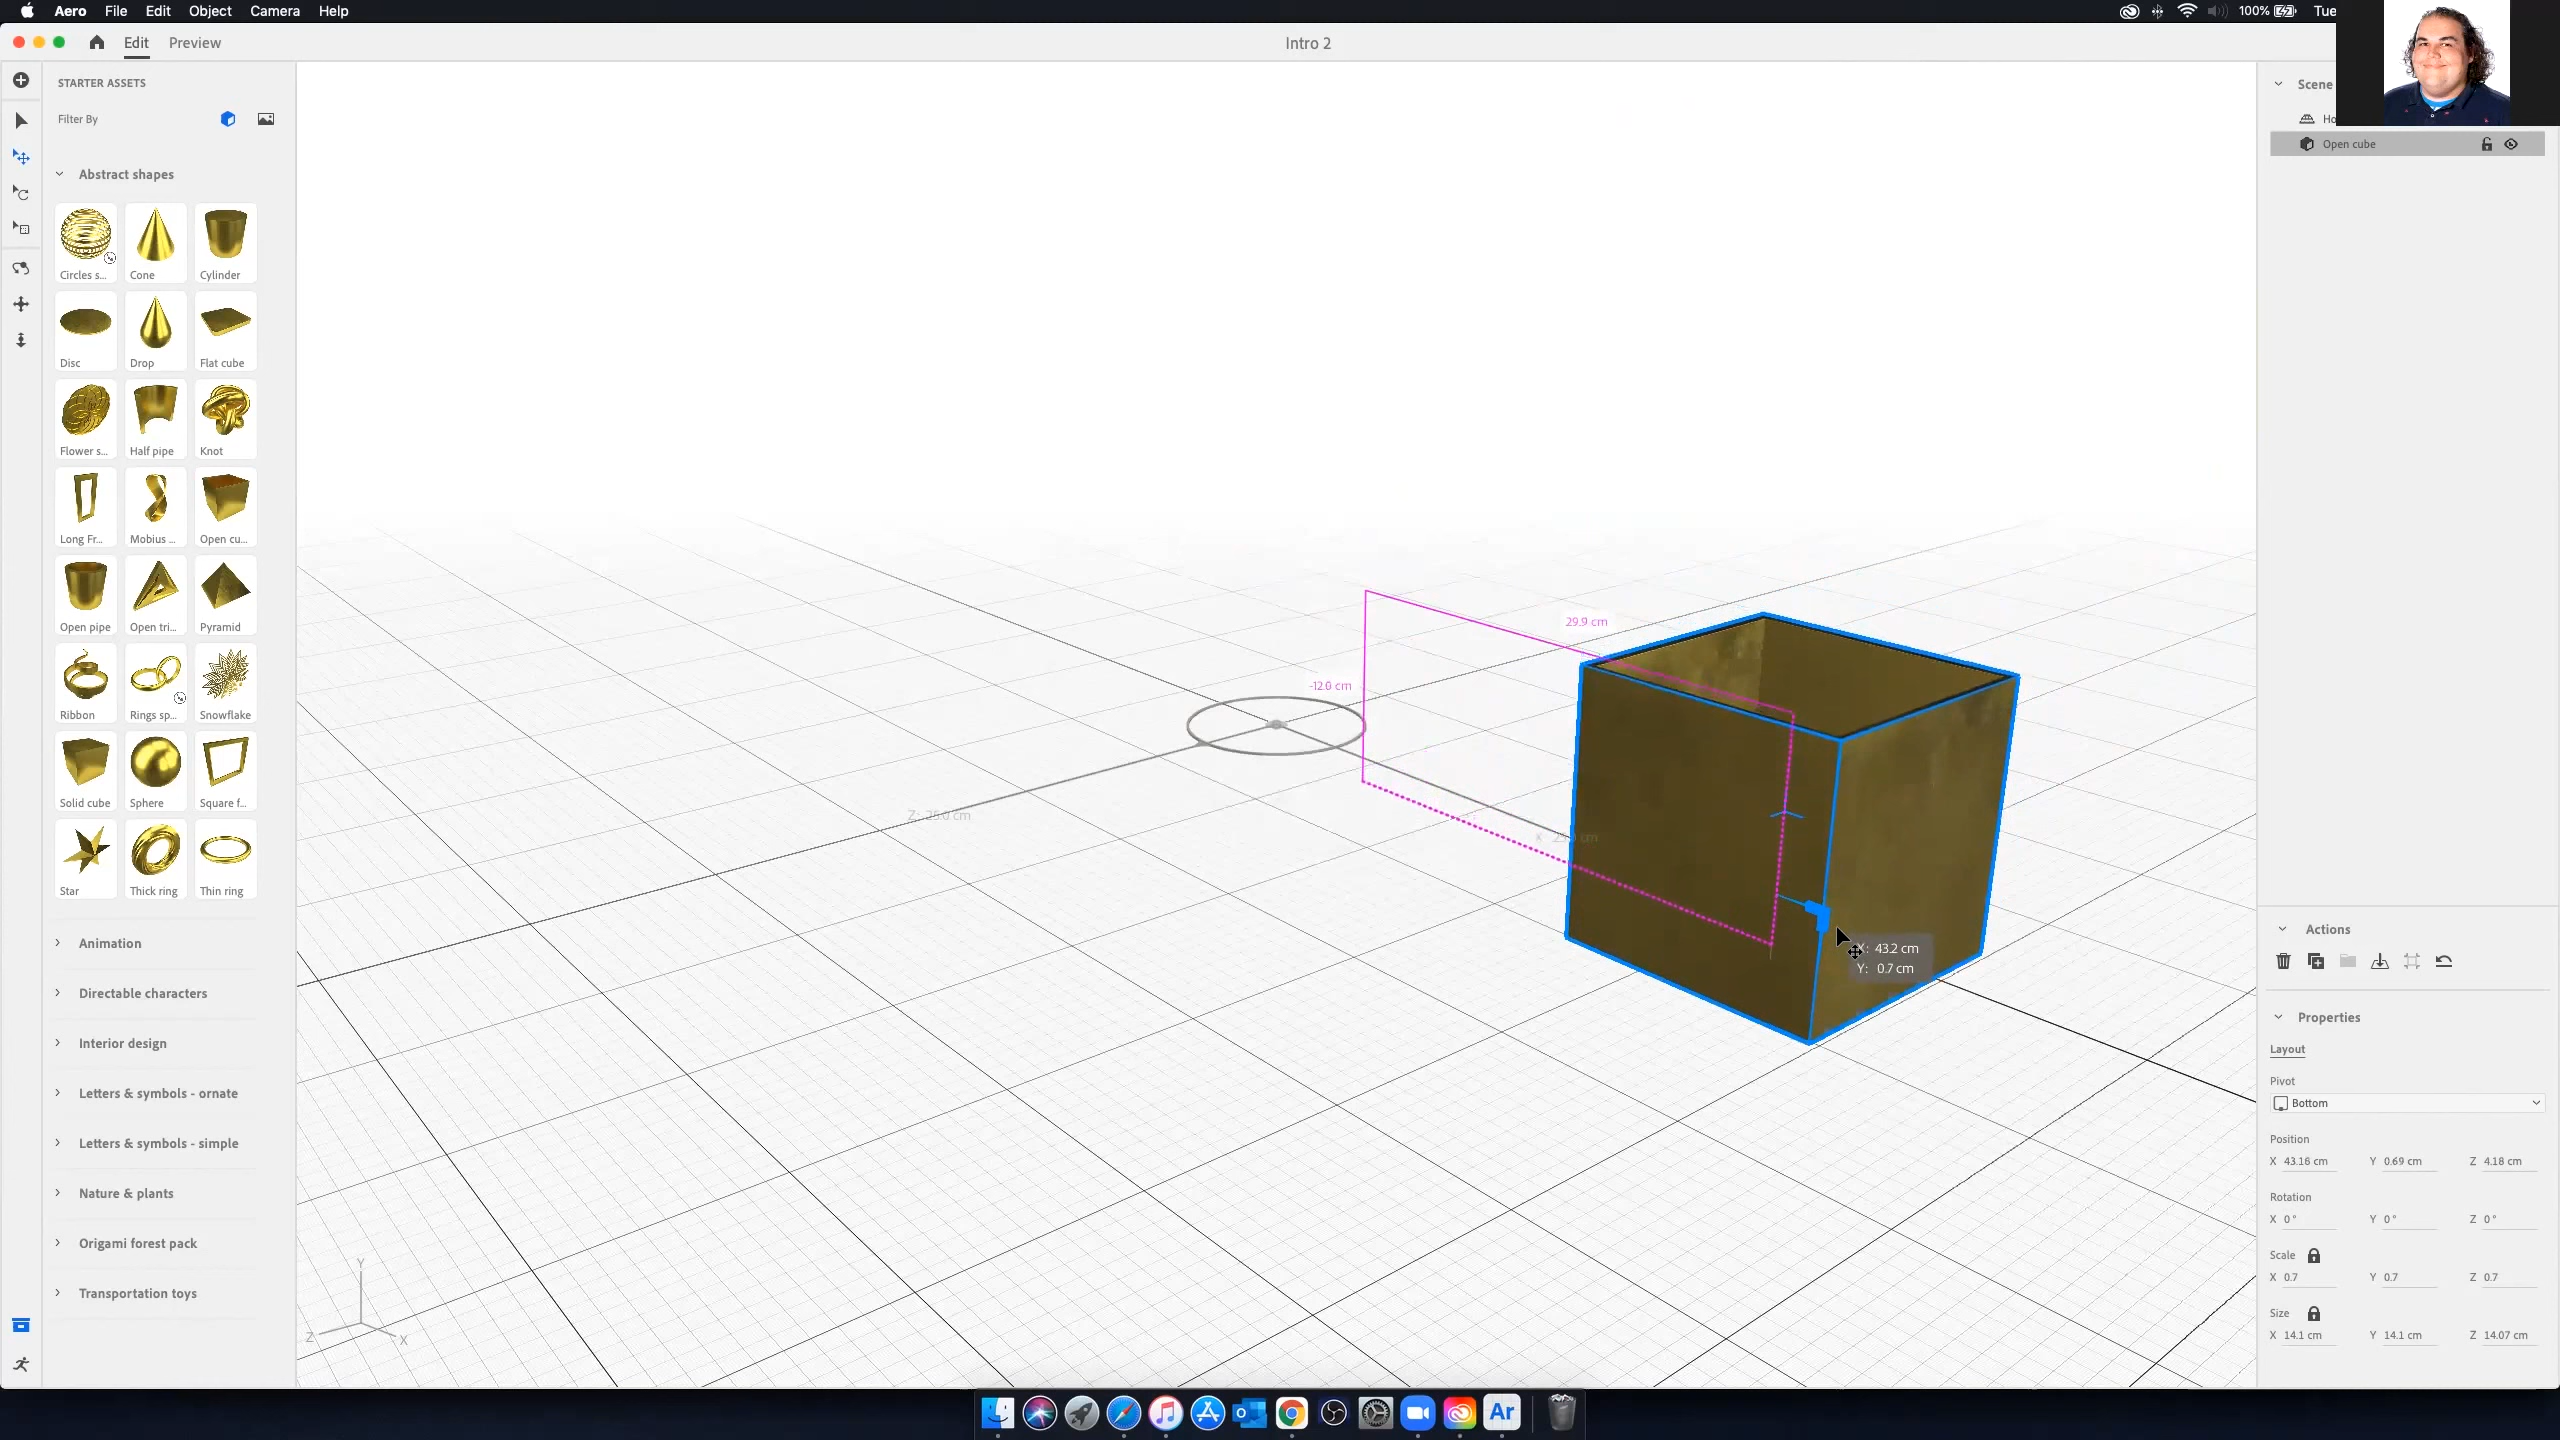 Aero File Edit Object Camera Help
100% Tue
Edit Preview
Intro 2
STARTER ASSETS
Filter By
Abstract shapes
Circles s... Cone Cylinder
Disc Drop Flat cube
Flower s... Half pipe Knot
Long Fr... Mobius ... Open cu...
Open pipe Open tri... Pyramid
Ribbon Rings sp... Snowflake
Solid cube Sphere Square f...
Star Thick ring Thin ring
Animation
Directable characters
Interior design
Letters & symbols - ornate
Letters & symbols - simple
Nature & plants
Origami forest pack
Transportation toys
29.9 cm
-12.0 cm
Z: 25.0 cm
X: cm
X: 43.2 cm
Y: 0.7 cm
Y
Z
X
Scene
Ho
Open cube
Actions
Properties
Layout
Pivot
Bottom
Position
X 43.16 cm Y 0.69 cm Z 4.18 cm
Rotation
X 0° Y 0° Z 0°
Scale
X 0.7 Y 0.7 Z 0.7
Size
X 14.1 cm Y 14.1 cm Z 14.07 cm
Ar